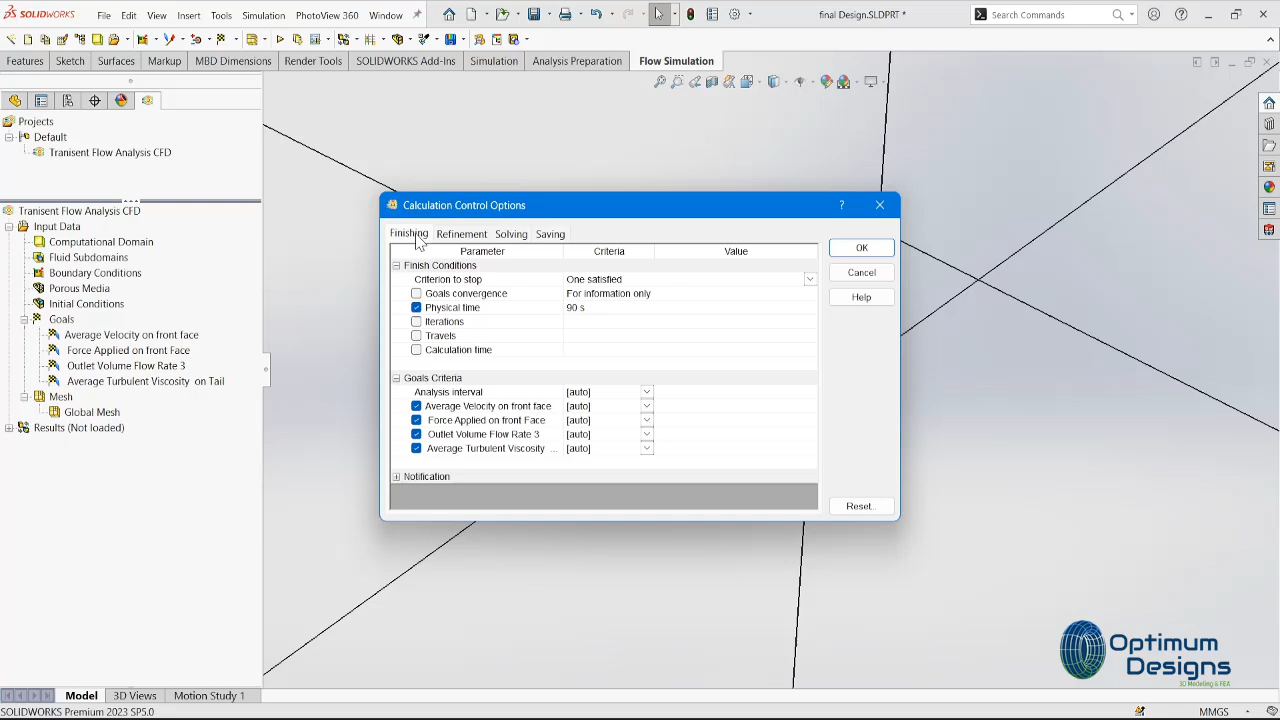 SOLIDWORKS
File
Edit
View
Insert
Tools
Simulation
PhotoView 360
Window
final Design.SLDPRT *
Search Commands
Features
Sketch
Surfaces
Markup
MBD Dimensions
Render Tools
SOLIDWORKS Add-Ins
Simulation
Analysis Preparation
Flow Simulation
Projects
Default
Tranisent Flow Analysis CFD
Tranisent Flow Analysis CFD
Input Data
Computational Domain
Fluid Subdomains
Boundary Conditions
Porous Media
Initial Conditions
Goals
Average Velocity on front face
Force Applied on front Face
Outlet Volume Flow Rate 3
Average Turbulent Viscosity on Tail
Mesh
Global Mesh
Results (Not loaded)
Calculation Control Options
?
Finishing
Refinement
Solving
Saving
Parameter
Criteria
Value
Finish Conditions
Criterion to stop
One satisfied
Goals convergence
For information only
Physical time
90 s
Iterations
Travels
Calculation time
Goals Criteria
Analysis interval
[auto]
Average Velocity on front face
[auto]
Force Applied on front Face
[auto]
Outlet Volume Flow Rate 3
[auto]
Average Turbulent Viscosity ...
[auto]
Notification
OK
Cancel
Help
Reset...
Optimum
Designs
3D Modeling & FEA
Model
3D Views
Motion Study 1
SOLIDWORKS Premium 2023 SP5.0
MMGS